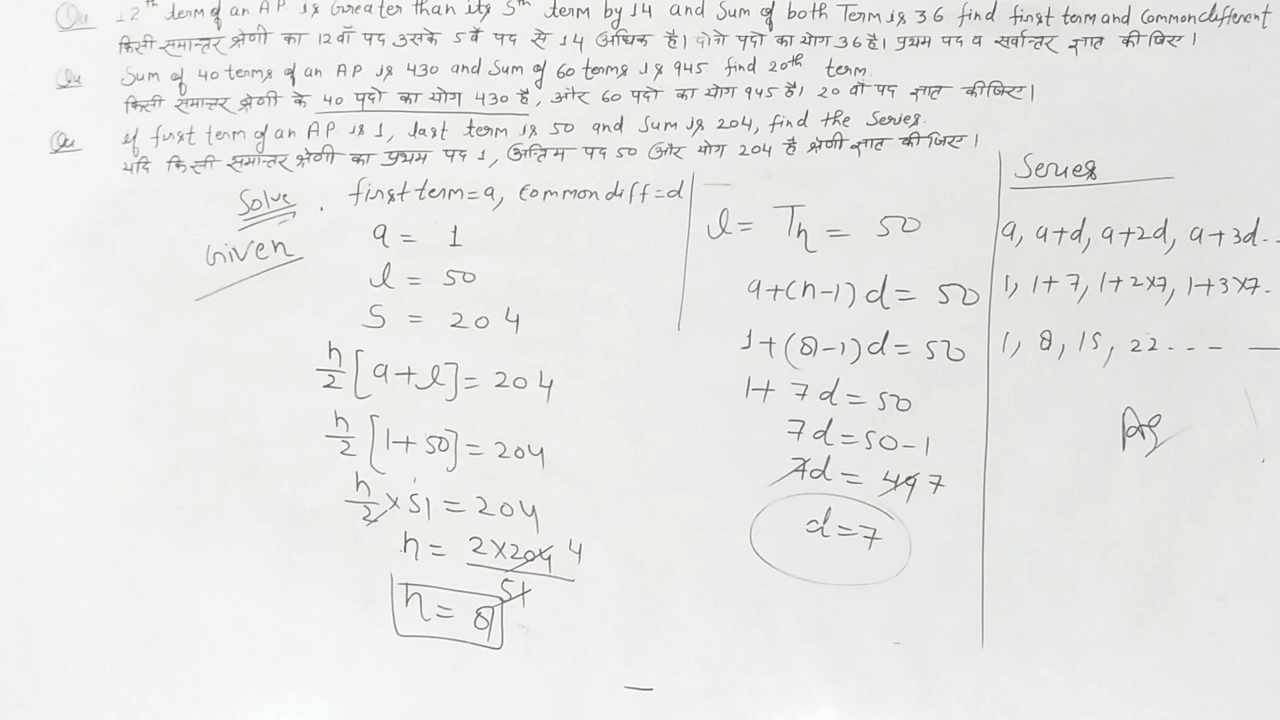 Qu 12th term of an AP is Greater than its 5th term by 14 and Sum of both Term is 36 find first term and Common different
किसी समान्तर श्रेणी का 12वाँ पद उसके 5वें पद से 14 अधिक है। दोनो पदो का योग 36 है। प्रथम पद व सर्वान्तर ज्ञात कीजिए।
Qu Sum of 40 terms of an AP is 430 and Sum of 60 terms is 945 find 20th term.
किसी समान्तर श्रेणी के 40 पदो का योग 430 है, और 60 पदो का योग 945 है। 20 वाँ पद ज्ञात कीजिए।
Qu if first term of an AP is 1, last term is 50 and Sum is 204, find the Series.
यदि किसी समान्तर श्रेणी का प्रथम पद 1, अन्तिम पद 50 और योग 204 है श्रेणी ज्ञात कीजिए।
Solve . first term = a, Common diff = d
Given
a = 1
l = 50
S = 204
n/2 [a+l] = 204
n/2 [1+50] = 204
n/2 × 51 = 204
n = 2×204 4 / 51
n = 8
l = Tn = 50
a+(n-1)d = 50
1+(8-1)d = 50
1+7d = 50
7d = 50-1
7d = 49 7
d = 7
Series
a, a+d, a+2d, a+3d..
1, 1+7, 1+2×7, 1+3×7.
1, 8, 15, 22 ... - —